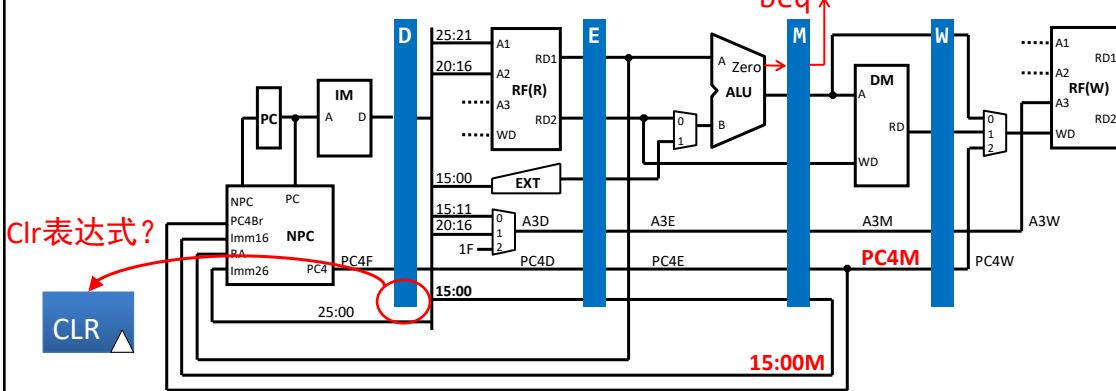 beq
D
E
M
W
25:21
20:16
A1
A2
A3
WD
RD1
RF(R)
RD2
A
Zero
ALU
B
0
1
DM
A
RD
WD
0
1
2
A1
A2
A3
WD
RD1
RF(W)
RD2
PC
IM
A
D
15:00
EXT
15:11
20:16
1F
0
1
2
A3D
A3E
A3M
A3W
NPC
PC
PC4Br
Imm16
NPC
RA
Imm26
PC4
PC4F
PC4D
PC4E
PC4M
PC4W
Clr表达式？
CLR
15:00
25:00
15:00M